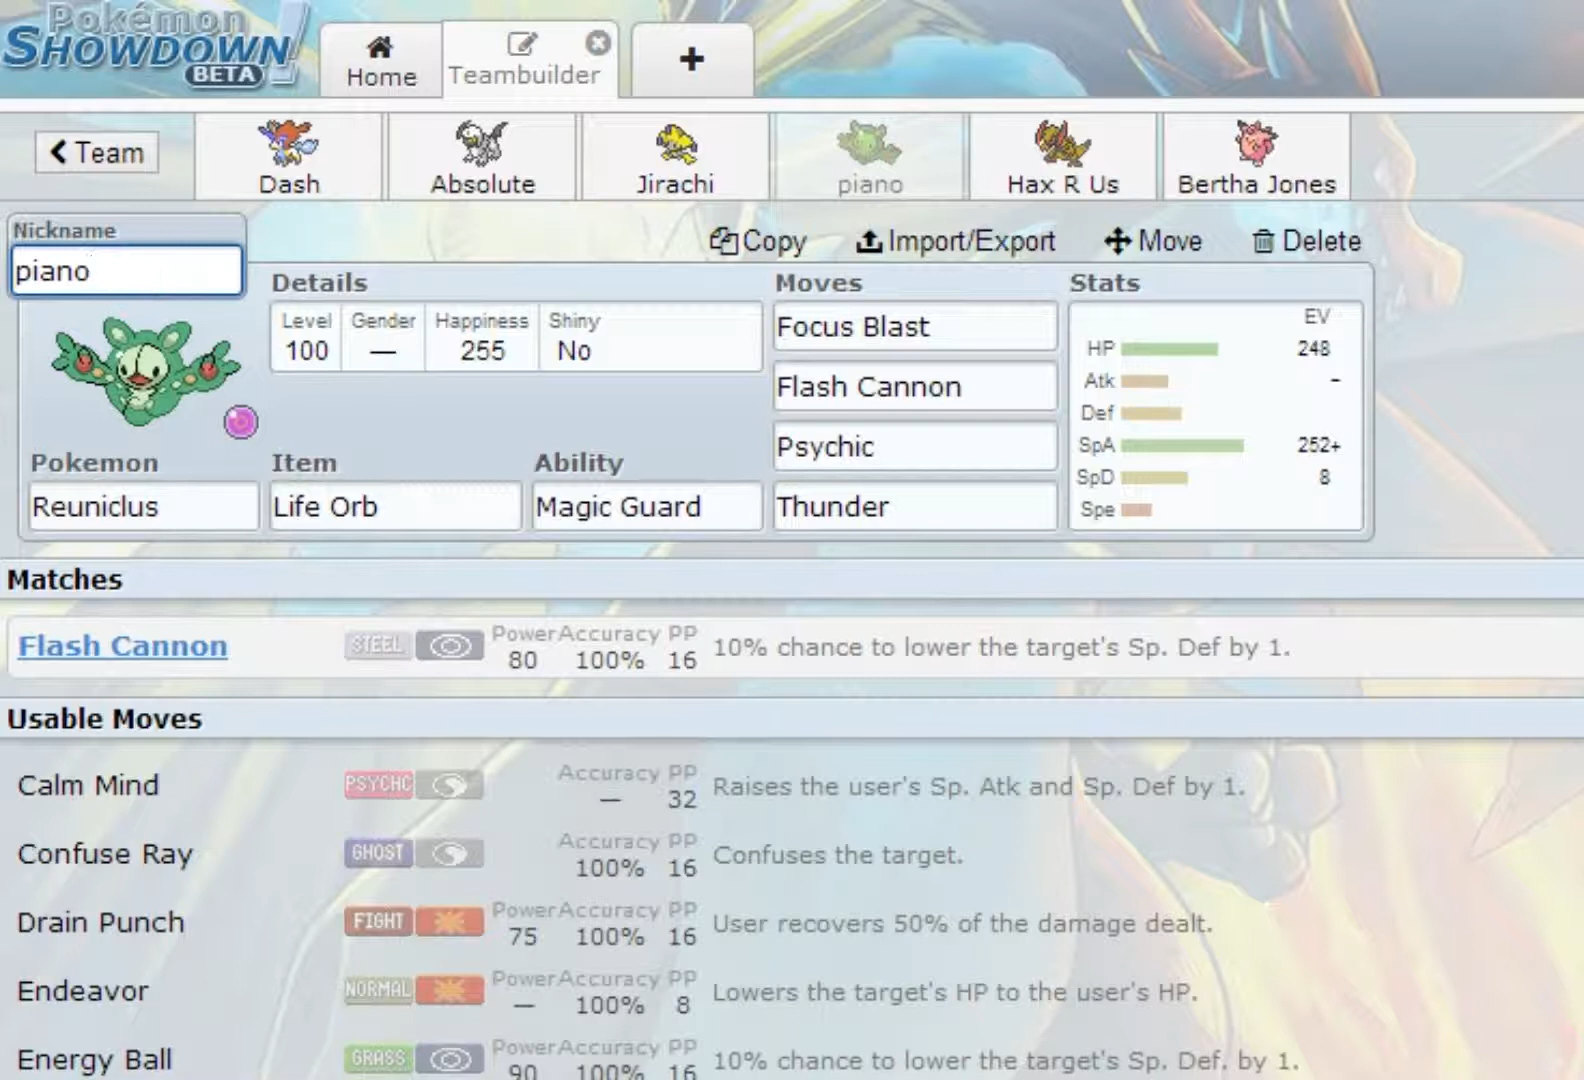 Pokémon
SHOWDOWN!
BETA
Home
Teambuilder
+
Team
Dash
Absolute
Jirachi
piano
Hax R Us
Bertha Jones
Nickname
piano
Copy
Import/Export
Move
Delete
Details
Level Gender Happiness Shiny
100 — 255 No
Pokemon
Reuniclus
Item
Life Orb
Ability
Magic Guard
Moves
Focus Blast
Flash Cannon
Psychic
Thunder
Stats
EV
HP 248
Atk -
Def
SpA 252+
SpD 8
Spe
Matches
Flash Cannon STEEL Power 80 Accuracy 100% PP 16 10% chance to lower the target's Sp. Def by 1.
Usable Moves
Calm Mind PSYCHC Accuracy — PP 32 Raises the user's Sp. Atk and Sp. Def by 1.
Confuse Ray GHOST Accuracy 100% PP 16 Confuses the target.
Drain Punch FIGHT Power 75 Accuracy 100% PP 16 User recovers 50% of the damage dealt.
Endeavor NORMAL Power — Accuracy 100% PP 8 Lowers the target's HP to the user's HP.
Energy Ball GRASS Power 90 Accuracy 100% PP 16 10% chance to lower the target's Sp. Def. by 1.